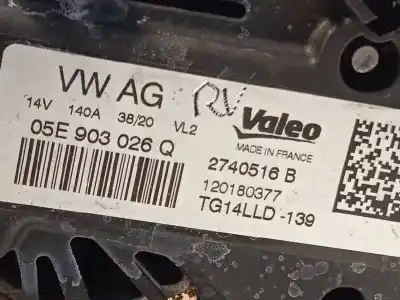 VW AG RV Valeo
14V 140A 38/20 VL2 MADE IN FRANCE
05E 903 026 Q 2740516 B
120180377
TG14LLD -139